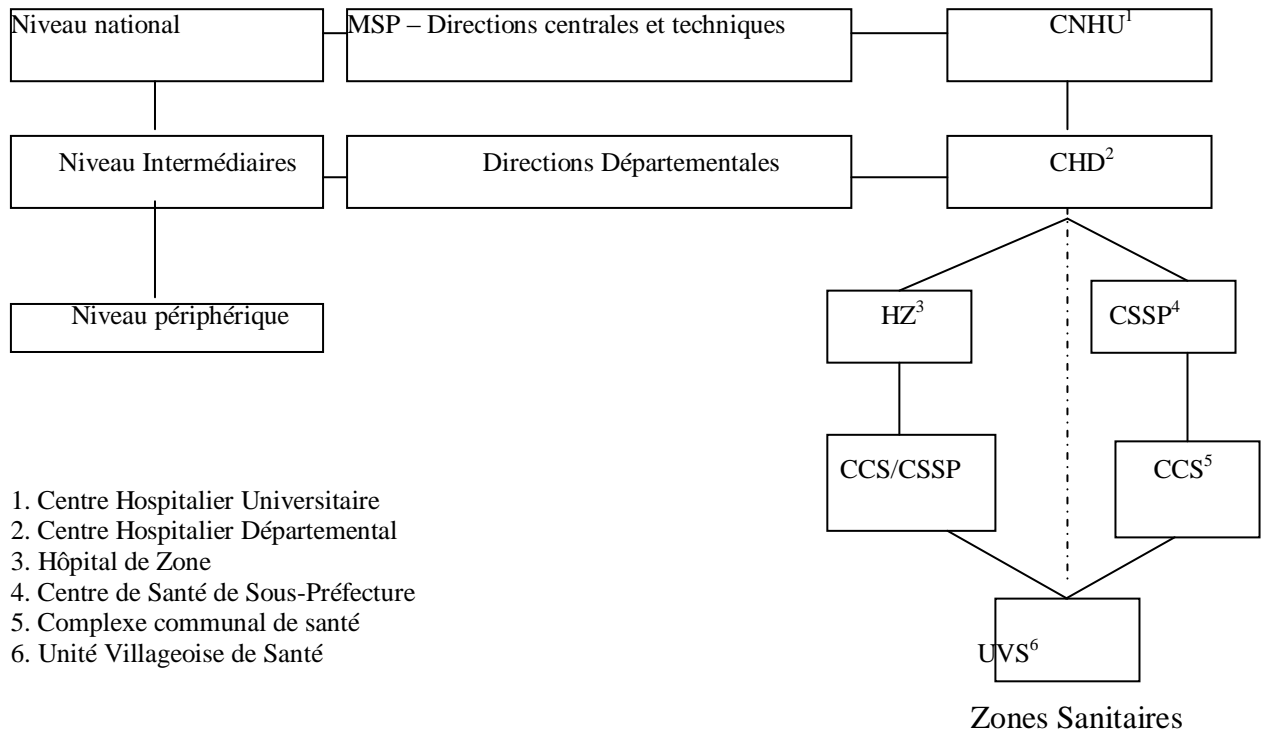 Niveau national
MSP – Directions centrales et techniques
CNHU¹
Niveau Intermédiaires
Directions Départementales
CHD²
Niveau périphérique
HZ³
CSSP⁴
CCS/CSSP
CCS⁵
1. Centre Hospitalier Universitaire
2. Centre Hospitalier Départemental
3. Hôpital de Zone
4. Centre de Santé de Sous-Préfecture
5. Complexe communal de santé
6. Unité Villageoise de Santé
UVS⁶
Zones Sanitaires